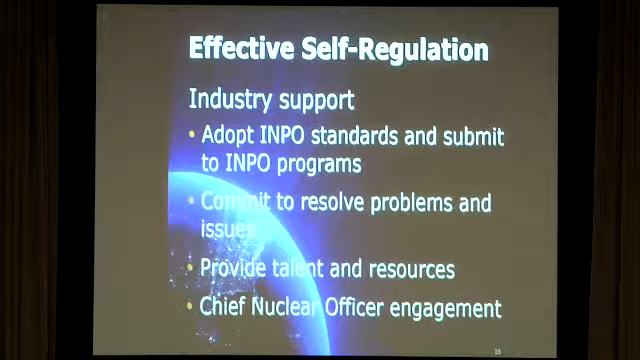 Effective Self-Regulation
Industry support
• Adopt INPO standards and submit
to INPO programs
• Commit to resolve problems and
issues
• Provide talent and resources
• Chief Nuclear Officer engagement
16